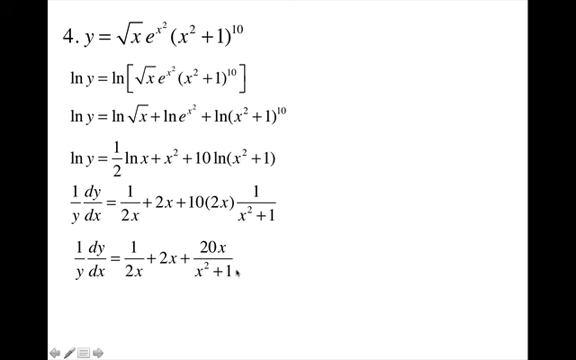 4. y = √x e^(x²) (x² + 1)^10
ln y = ln[√x e^(x²) (x² + 1)^10]
ln y = ln √x + ln e^(x²) + ln(x² + 1)^10
ln y = 1/2 ln x + x² + 10 ln(x² + 1)
1/y dy/dx = 1/(2x) + 2x + 10(2x) 1/(x² + 1)
1/y dy/dx = 1/(2x) + 2x + 20x/(x² + 1)